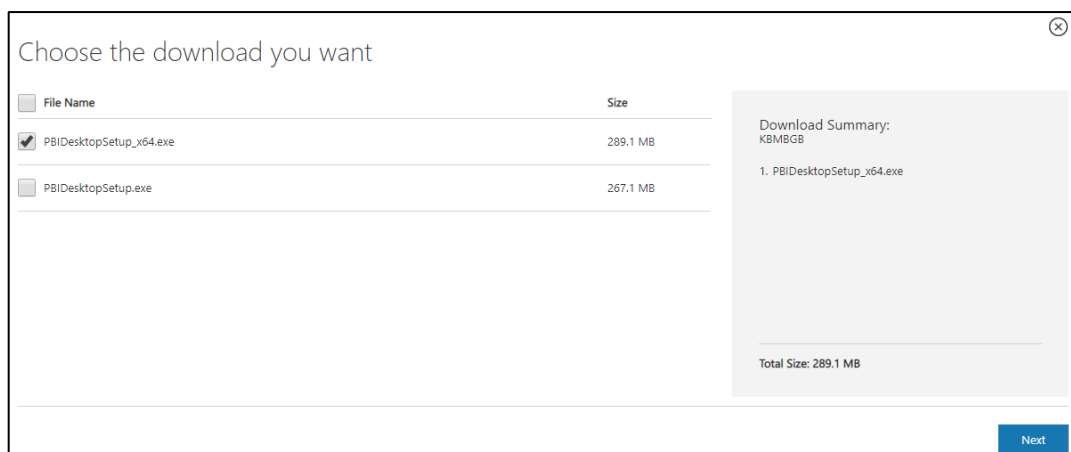 Choose the download you want
File Name Size
PBIDesktopSetup_x64.exe 289.1 MB
PBIDesktopSetup.exe 267.1 MB
Download Summary:
KBMBGB
1. PBIDesktopSetup_x64.exe
Total Size: 289.1 MB
Next